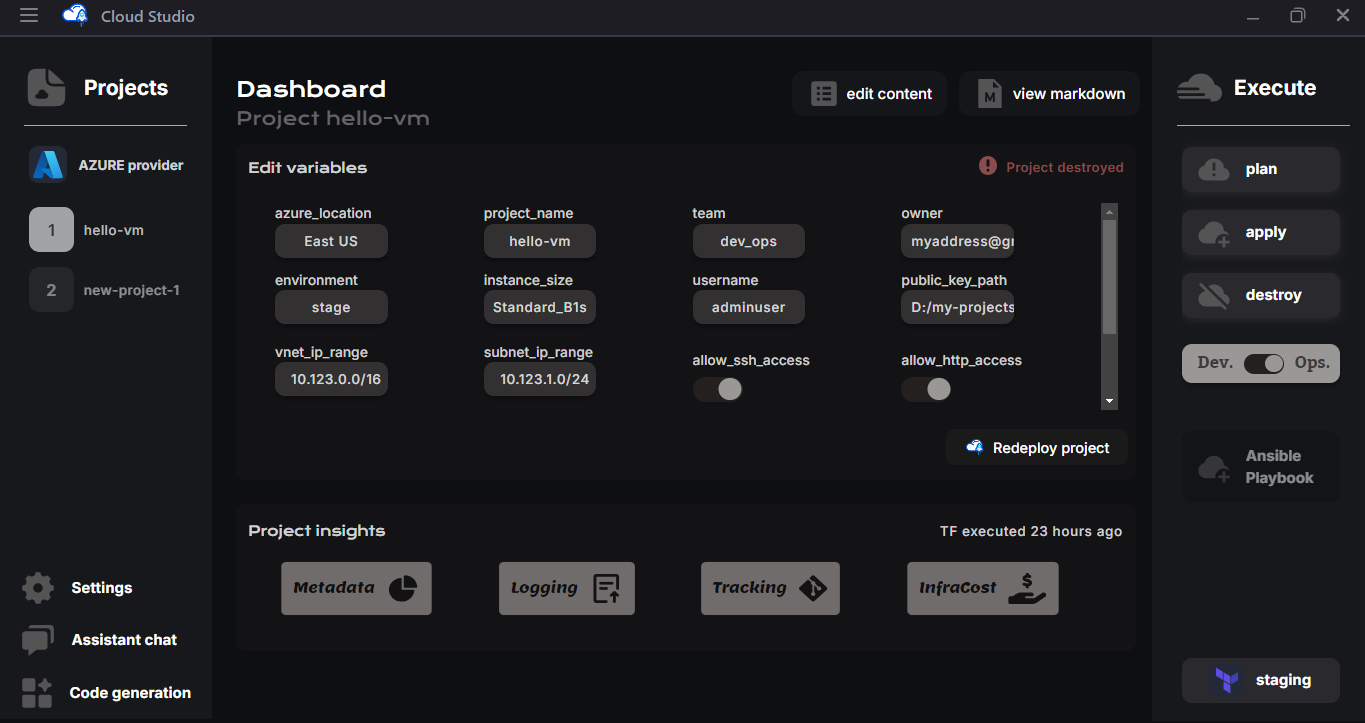 Cloud Studio
Projects
AZURE provider
1 hello-vm
2 new-project-1
Settings
Assistant chat
Code generation
Dashboard
Project hello-vm
edit content
M view markdown
Edit variables
! Project destroyed
azure_location project_name team owner
East US hello-vm dev_ops myaddress@gr
environment instance_size username public_key_path
stage Standard_B1s adminuser D:/my-projects
vnet_ip_range subnet_ip_range allow_ssh_access allow_http_access
10.123.0.0/16 10.123.1.0/24
Redeploy project
Project insights TF executed 23 hours ago
Metadata Logging Tracking InfraCost $
Execute
! plan
apply
destroy
Dev. Ops.
Ansible
Playbook
staging